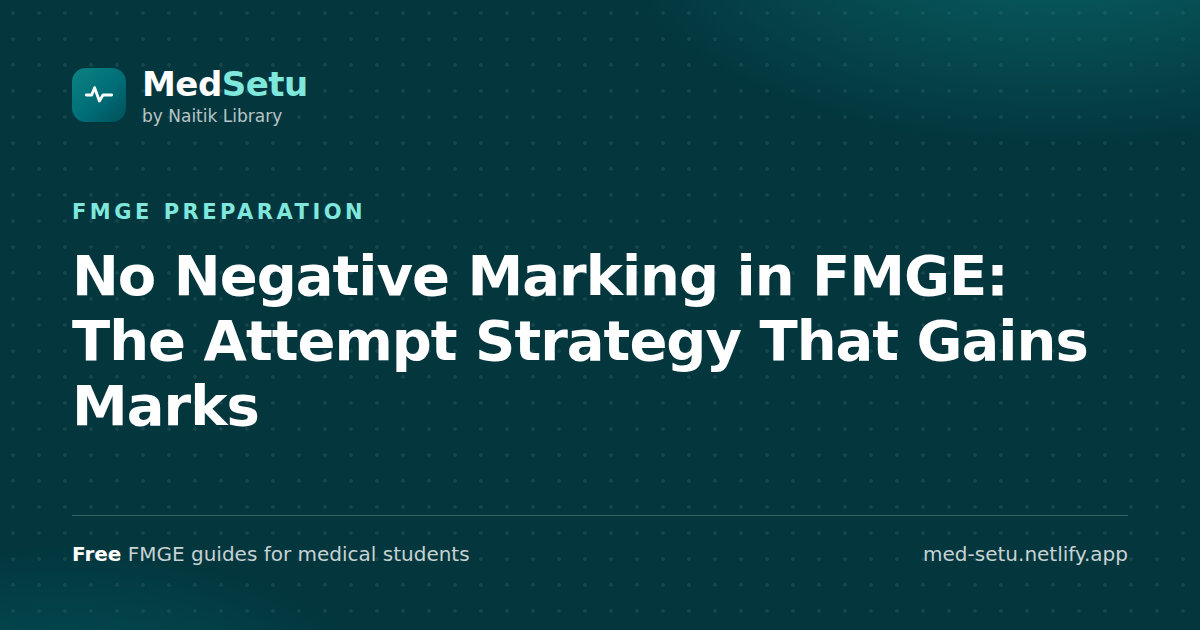 MedSetu
by Naitik Library
FMGE PREPARATION
No Negative Marking in FMGE:
The Attempt Strategy That Gains
Marks
Free FMGE guides for medical students
med-setu.netlify.app